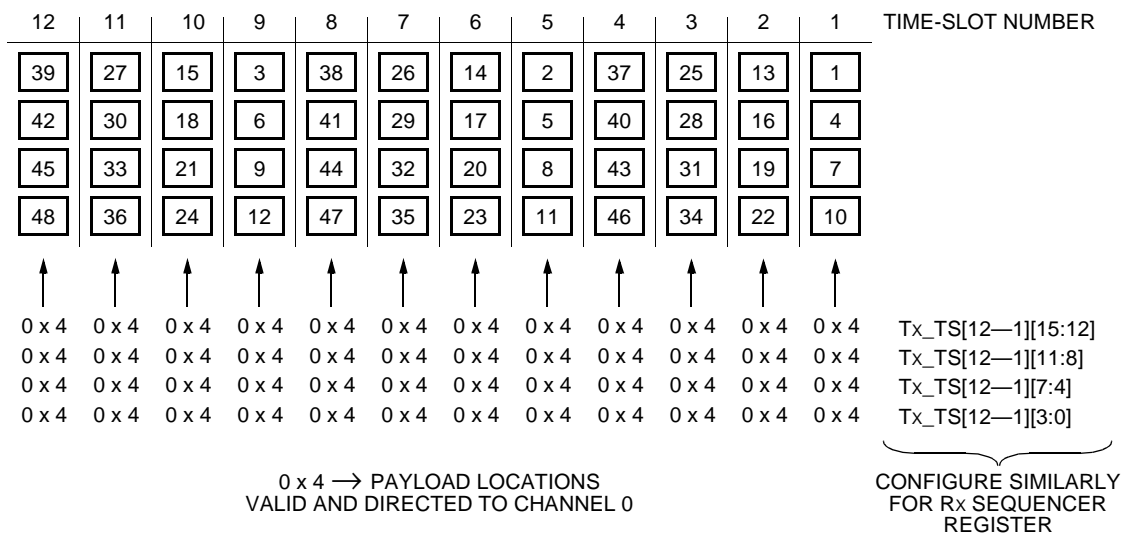 12 11 10 9 8 7 6 5 4 3 2 1 TIME-SLOT NUMBER
39 27 15 3 38 26 14 2 37 25 13 1
42 30 18 6 41 29 17 5 40 28 16 4
45 33 21 9 44 32 20 8 43 31 19 7
48 36 24 12 47 35 23 11 46 34 22 10
0 x 4 0 x 4 0 x 4 0 x 4 0 x 4 0 x 4 0 x 4 0 x 4 0 x 4 0 x 4 0 x 4 0 x 4 TX_TS[12—1][15:12]
0 x 4 0 x 4 0 x 4 0 x 4 0 x 4 0 x 4 0 x 4 0 x 4 0 x 4 0 x 4 0 x 4 0 x 4 TX_TS[12—1][11:8]
0 x 4 0 x 4 0 x 4 0 x 4 0 x 4 0 x 4 0 x 4 0 x 4 0 x 4 0 x 4 0 x 4 0 x 4 TX_TS[12—1][7:4]
0 x 4 0 x 4 0 x 4 0 x 4 0 x 4 0 x 4 0 x 4 0 x 4 0 x 4 0 x 4 0 x 4 0 x 4 TX_TS[12—1][3:0]
0 x 4 → PAYLOAD LOCATIONS
VALID AND DIRECTED TO CHANNEL 0
CONFIGURE SIMILARLY
FOR RX SEQUENCER
REGISTER